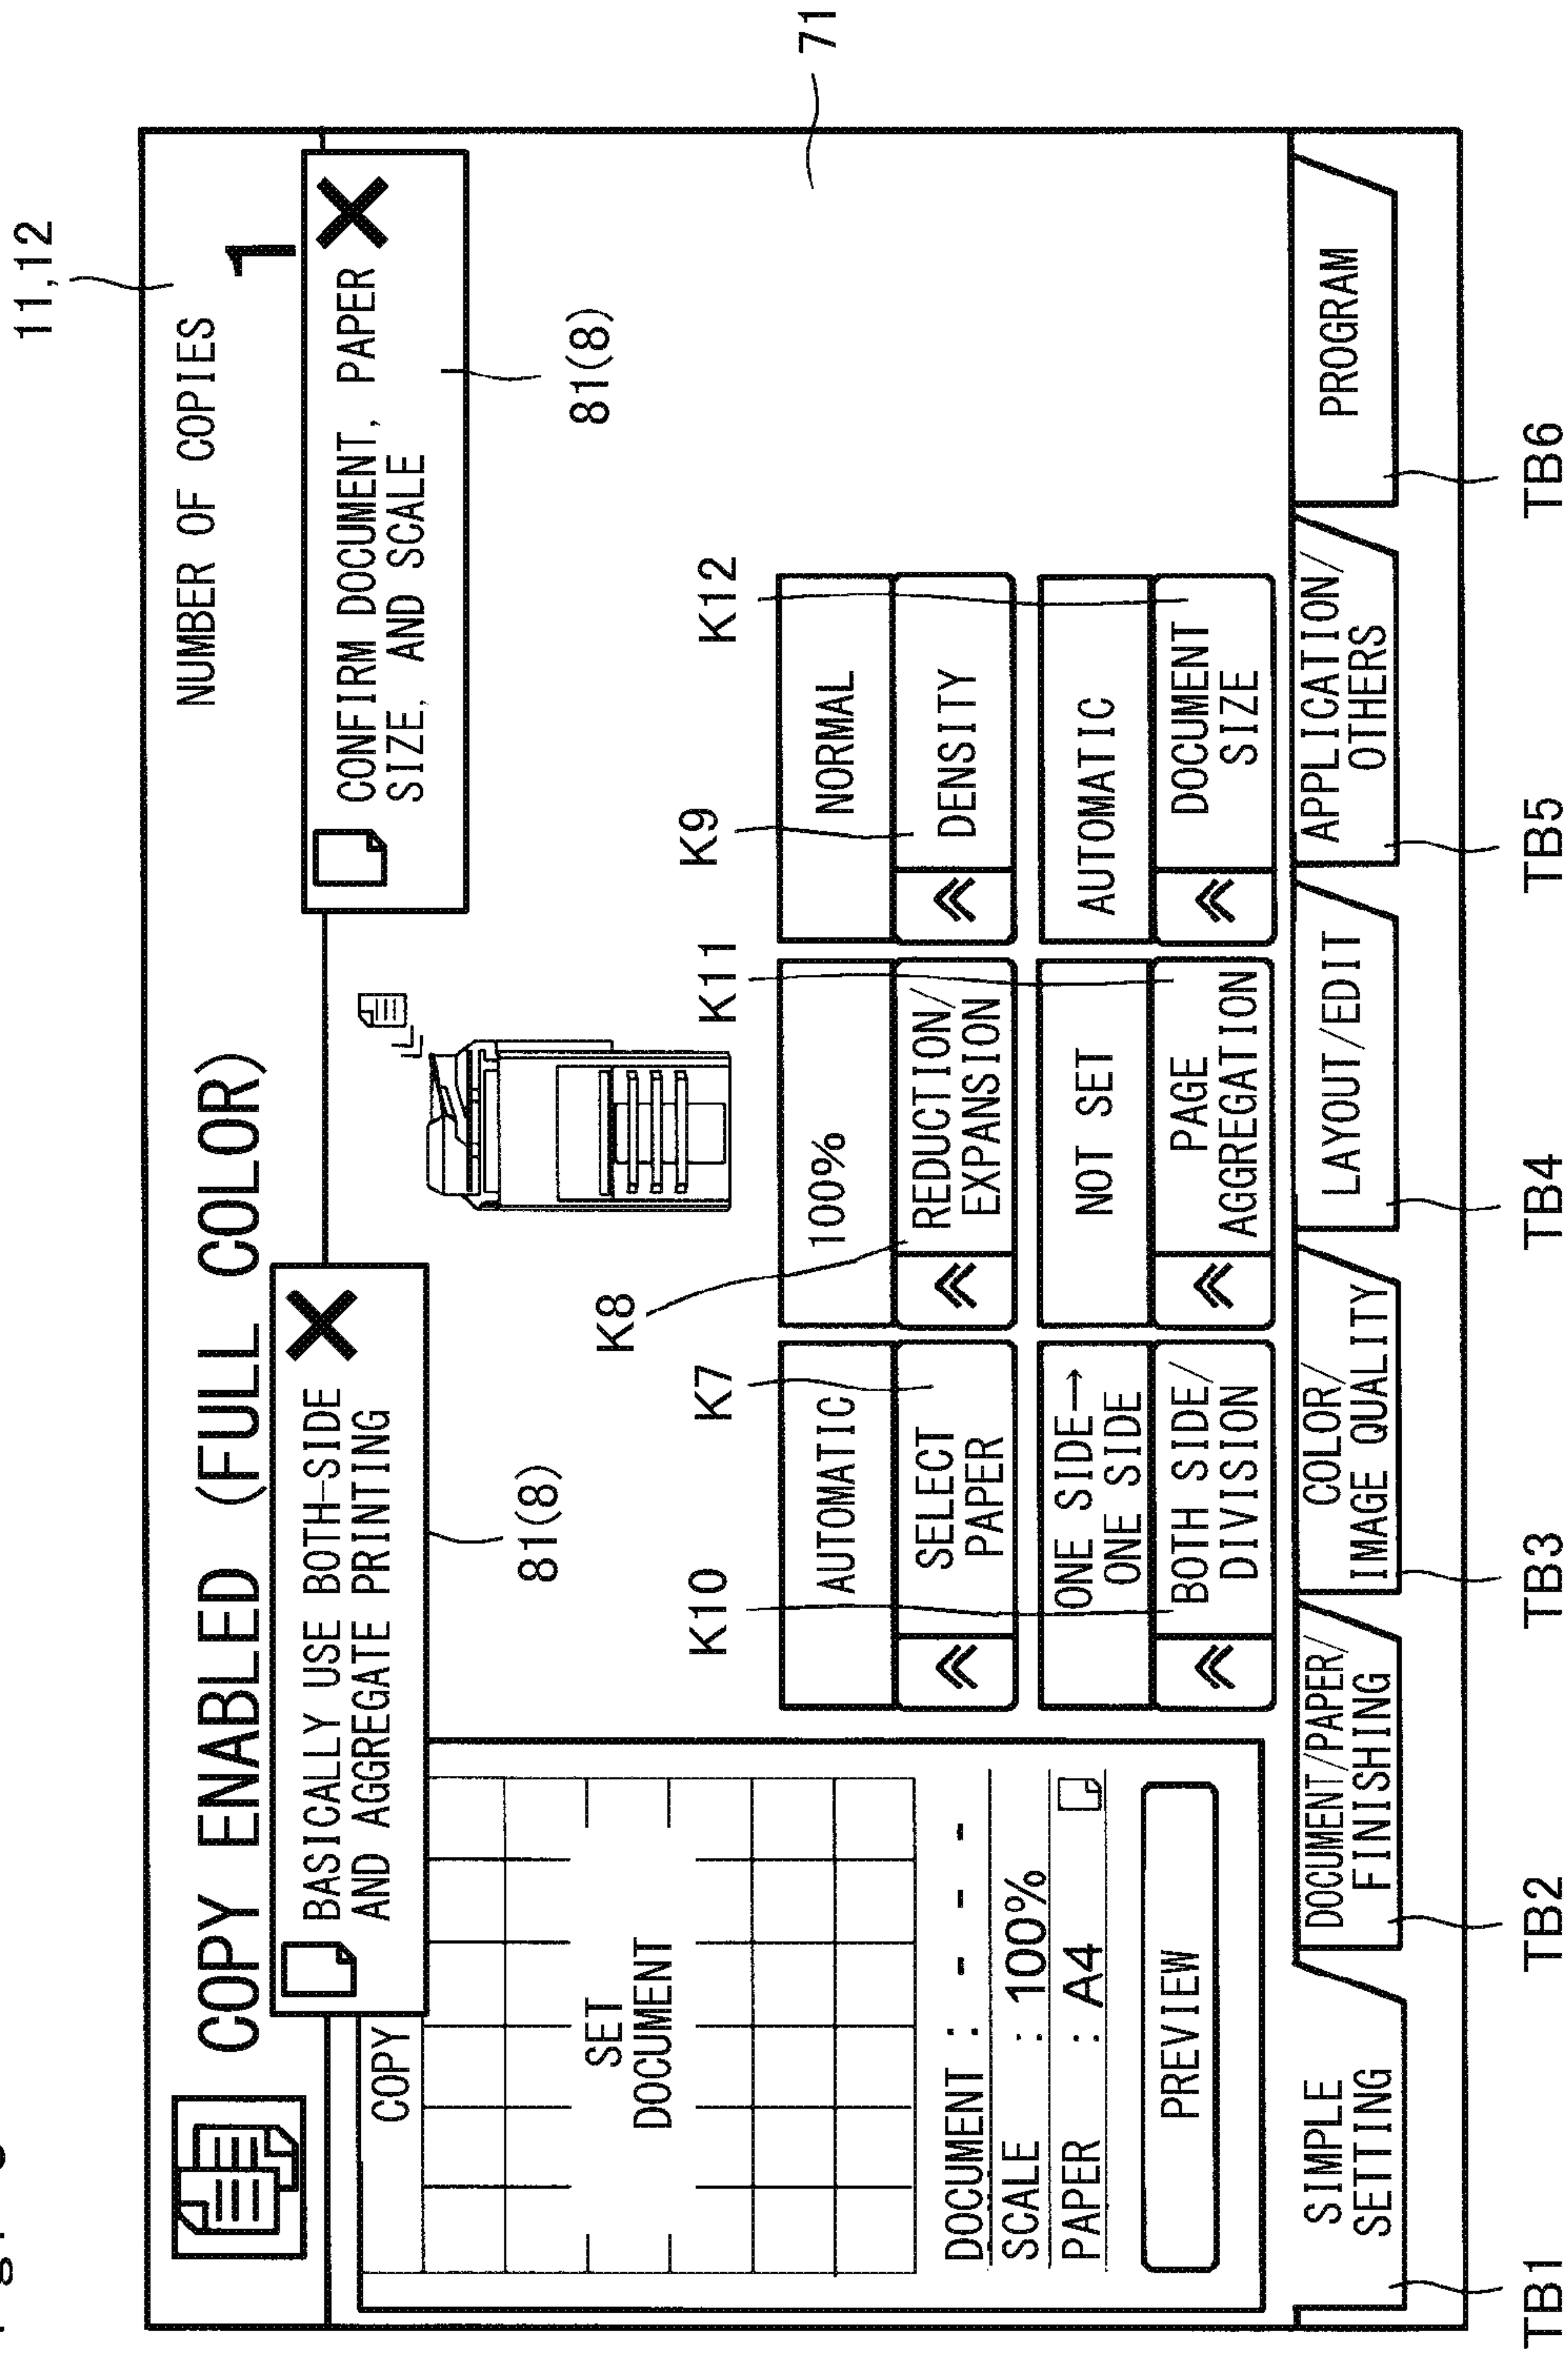 11,12
COPY ENABLED (FULL COLOR)
NUMBER OF COPIES
1
BASICALLY USE BOTH-SIDE
AND AGGREGATE PRINTING
81(8)
CONFIRM DOCUMENT, PAPER
SIZE, AND SCALE
81(8)
71
COPY
SET
DOCUMENT
DOCUMENT : - - - -
SCALE : 100%
PAPER : A4
PREVIEW
K7
K8
K9
AUTOMATIC
SELECT
PAPER
100%
REDUCTION/
EXPANSION
NORMAL
DENSITY
K10
K11
K12
ONE SIDE→
ONE SIDE
BOTH SIDE/
DIVISION
NOT SET
PAGE
AGGREGATION
AUTOMATIC
DOCUMENT
SIZE
SIMPLE
SETTING
DOCUMENT/PAPER/
FINISHING
COLOR/
IMAGE QUALITY
LAYOUT/EDIT
APPLICATION/
OTHERS
PROGRAM
TB1
TB2
TB3
TB4
TB5
TB6